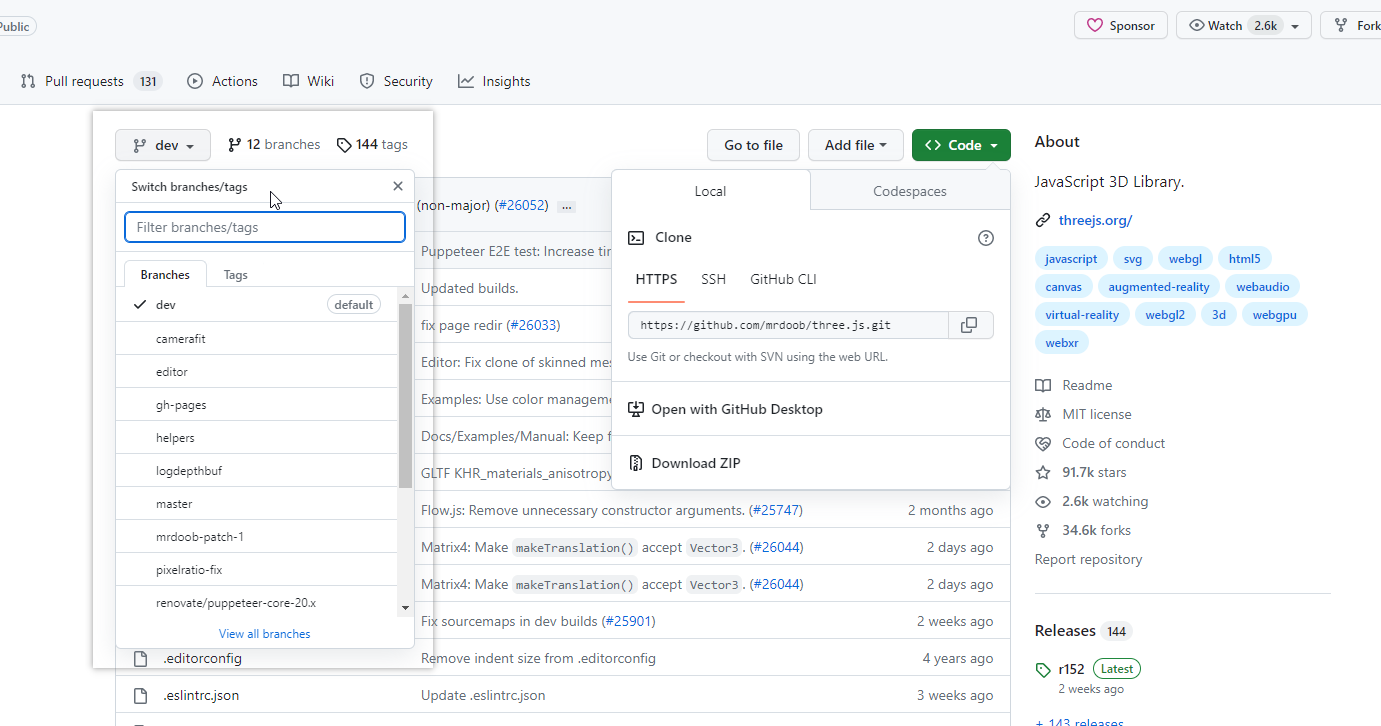 Public
Sponsor
Watch 2.6k
Fork
Pull requests 131
Actions
Wiki
Security
Insights
dev
12 branches
144 tags
Go to file
Add file
Code
Switch branches/tags
Filter branches/tags
Branches
Tags
dev default
camerafit
editor
gh-pages
helpers
logdepthbuf
master
mrdoob-patch-1
pixelratio-fix
renovate/puppeteer-core-20.x
View all branches
(non-major) (#26052) ...
Puppeteer E2E test: Increase tir
Updated builds.
fix page redir (#26033)
Editor: Fix clone of skinned mes
Examples: Use color manageme
Docs/Examples/Manual: Keep f
GLTF KHR_materials_anisotropy
Flow.js: Remove unnecessary constructor arguments. (#25747) 2 months ago
Matrix4: Make makeTranslation() accept Vector3. (#26044) 2 days ago
Matrix4: Make makeTranslation() accept Vector3. (#26044) 2 days ago
Fix sourcemaps in dev builds (#25901) 2 weeks ago
.editorconfig Remove indent size from .editorconfig 4 years ago
.eslintrc.json Update .eslintrc.json 3 weeks ago
Local
Codespaces
Clone
HTTPS SSH GitHub CLI
https://github.com/mrdoob/three.js.git
Use Git or checkout with SVN using the web URL.
Open with GitHub Desktop
Download ZIP
About
JavaScript 3D Library.
threejs.org/
javascript svg webgl html5
canvas augmented-reality webaudio
virtual-reality webgl2 3d webgpu
webxr
Readme
MIT license
Code of conduct
91.7k stars
2.6k watching
34.6k forks
Report repository
Releases 144
r152 Latest
2 weeks ago
+ 143 releases